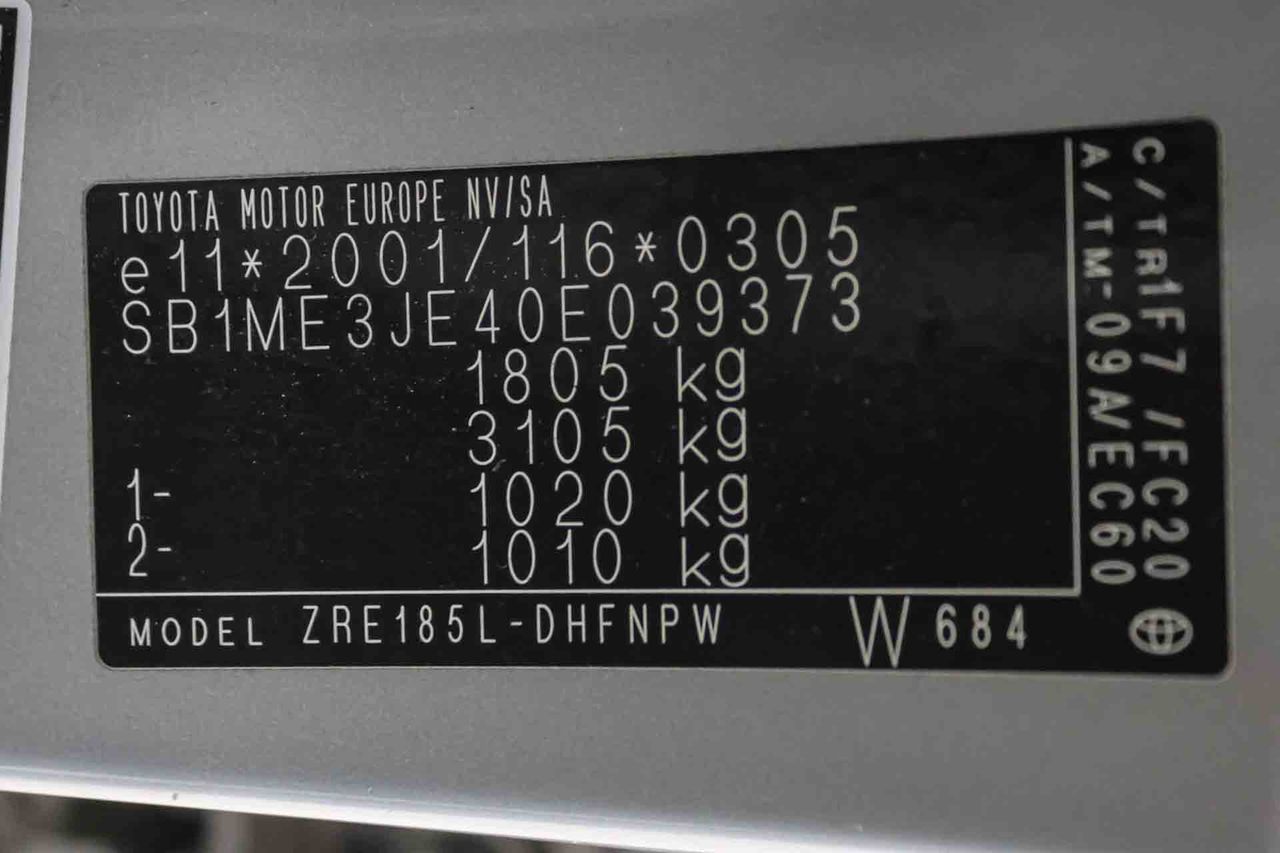 TOYOTA MOTOR EUROPE NV/SA
e11*2001/116*0305
SB1ME3JE40E039373
1805 kg
3105 kg
1- 1020 kg
2- 1010 kg
MODEL ZRE185L-DHFNPW W 684
C/TR1F7 /FC20
A/TM-09A/EC60